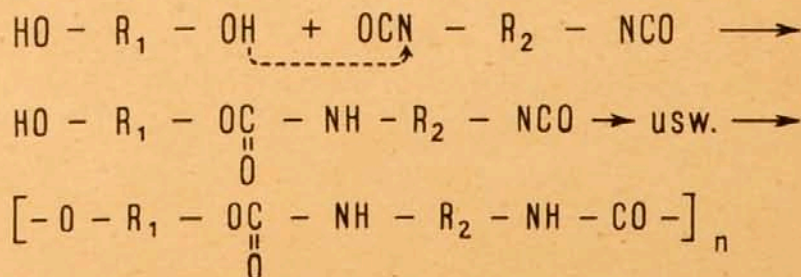 HO – R₁ – OH + OCN – R₂ – NCO ⟶
HO – R₁ – OC – NH – R₂ – NCO → usw. ⟶
||
O
[– O – R₁ – OC – NH – R₂ – NH – CO –]ₙ
||
O